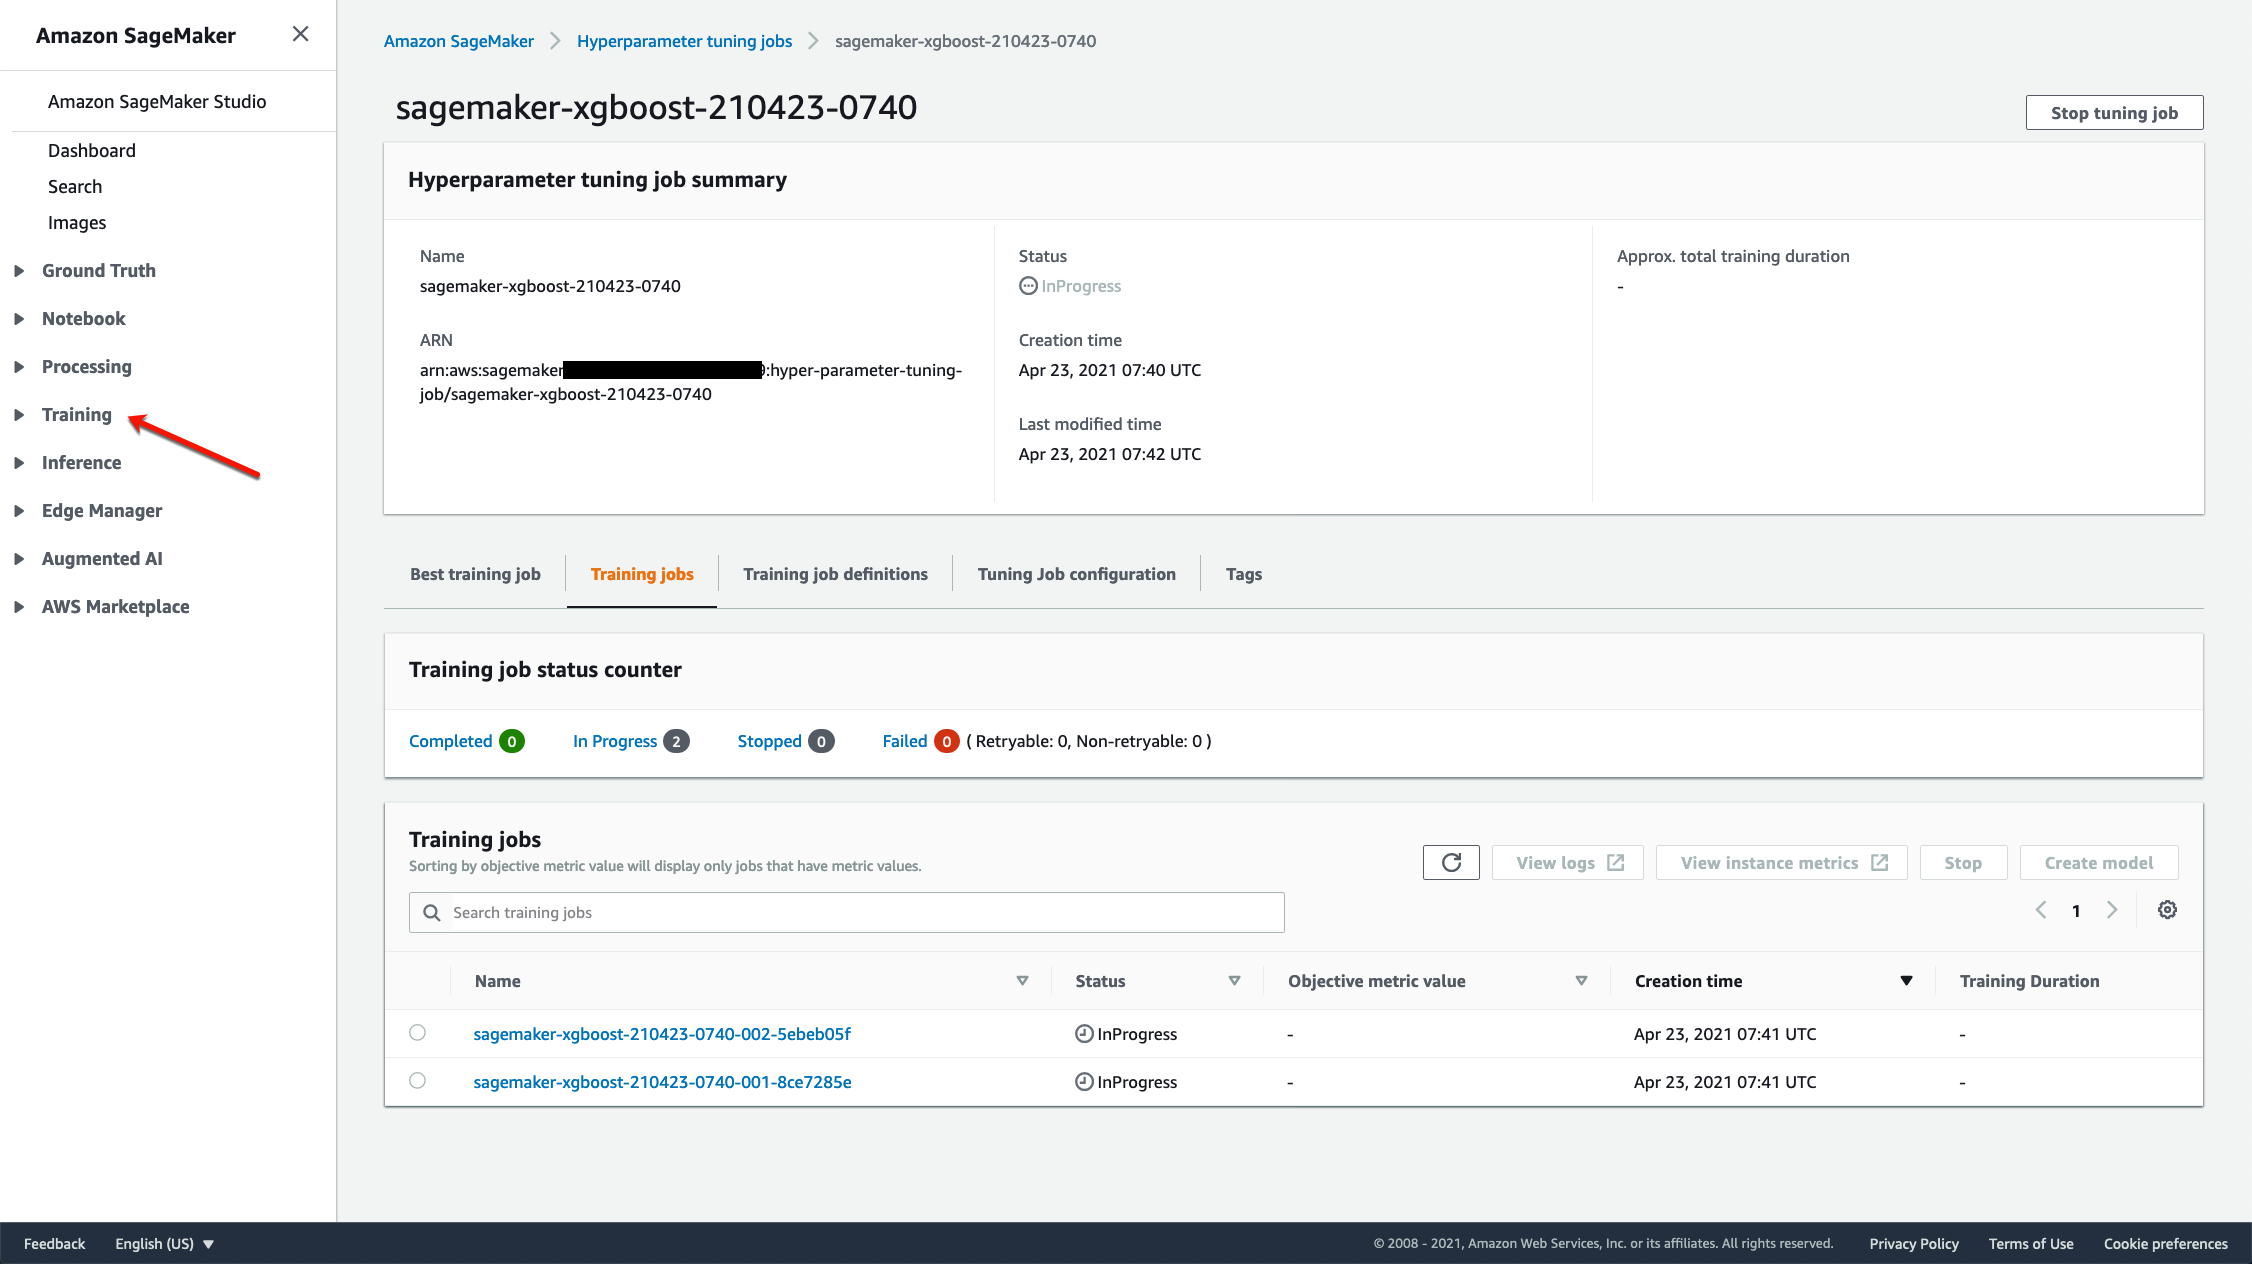 Amazon SageMaker
Amazon SageMaker Studio
Dashboard
Search
Images
Ground Truth
Notebook
Processing
Training
Inference
Edge Manager
Augmented AI
AWS Marketplace
Amazon SageMaker > Hyperparameter tuning jobs > sagemaker-xgboost-210423-0740
sagemaker-xgboost-210423-0740
Stop tuning job
Hyperparameter tuning job summary
Name
sagemaker-xgboost-210423-0740
ARN
arn:aws:sagemaker :hyper-parameter-tuning-
job/sagemaker-xgboost-210423-0740
Status
InProgress
Creation time
Apr 23, 2021 07:40 UTC
Last modified time
Apr 23, 2021 07:42 UTC
Approx. total training duration
-
Best training job Training jobs Training job definitions Tuning Job configuration Tags
Training job status counter
Completed 0 In Progress 2 Stopped 0 Failed 0 ( Retryable: 0, Non-retryable: 0 )
Training jobs
Sorting by objective metric value will display only jobs that have metric values.
View logs View instance metrics Stop Create model
Search training jobs
1
Name Status Objective metric value Creation time Training Duration
sagemaker-xgboost-210423-0740-002-5ebeb05f InProgress - Apr 23, 2021 07:41 UTC -
sagemaker-xgboost-210423-0740-001-8ce7285e InProgress - Apr 23, 2021 07:41 UTC -
Feedback English (US) © 2008 - 2021, Amazon Web Services, Inc. or its affiliates. All rights reserved. Privacy Policy Terms of Use Cookie preferences